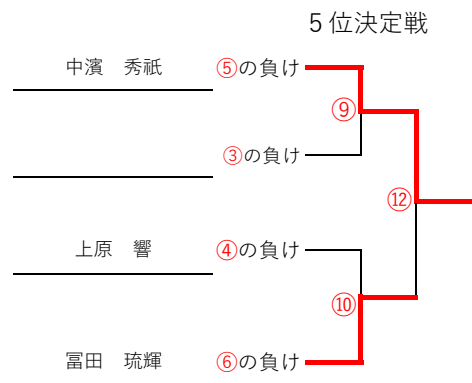 5位決定戦
中濱 秀祇 ⑤の負け
⑨
③の負け
⑫
上原 響 ④の負け
⑩
冨田 琉輝 ⑥の負け